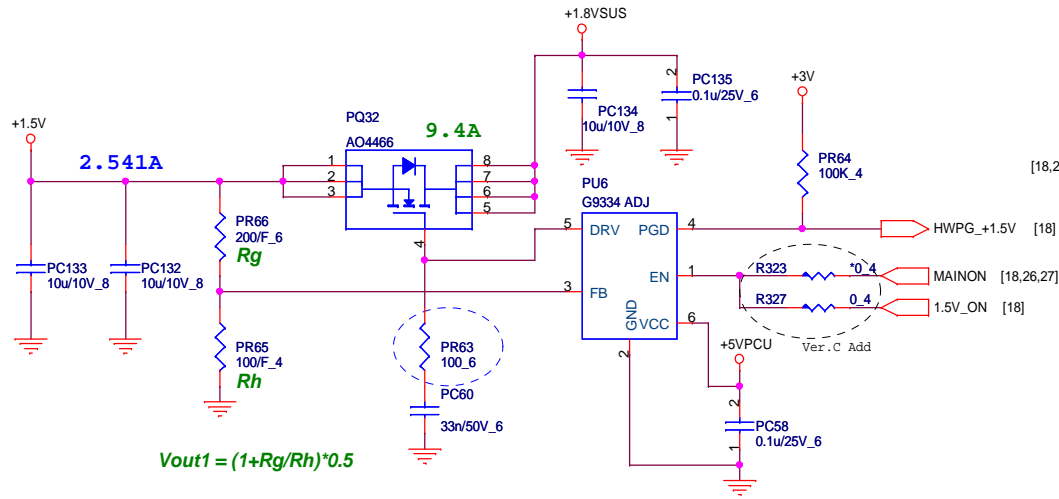 +1.8VSUS
PC135
0.1u/25V_6
2
1
+3V
PC134
10u/10V_8
PQ32
AO4466
9.4A
+1.5V
2.541A
1
2
3
8
7
6
5
4
PR64
100K_4
[18,2
PU6
G9334 ADJ
PR66
200/F_6
Rg
5
DRV
PGD
4
HWPG_+1.5V [18]
PC133
10u/10V_8
PC132
10u/10V_8
EN
1
R323
*0_4
MAINON [18,26,27]
3
FB
R327
0_4
1.5V_ON [18]
GND
VCC
6
2
Ver.C Add
PR65
100/F_4
Rh
PR63
100_6
+5VPCU
PC60
33n/50V_6
2
PC58
0.1u/25V_6
1
Vout1 = (1+Rg/Rh)*0.5